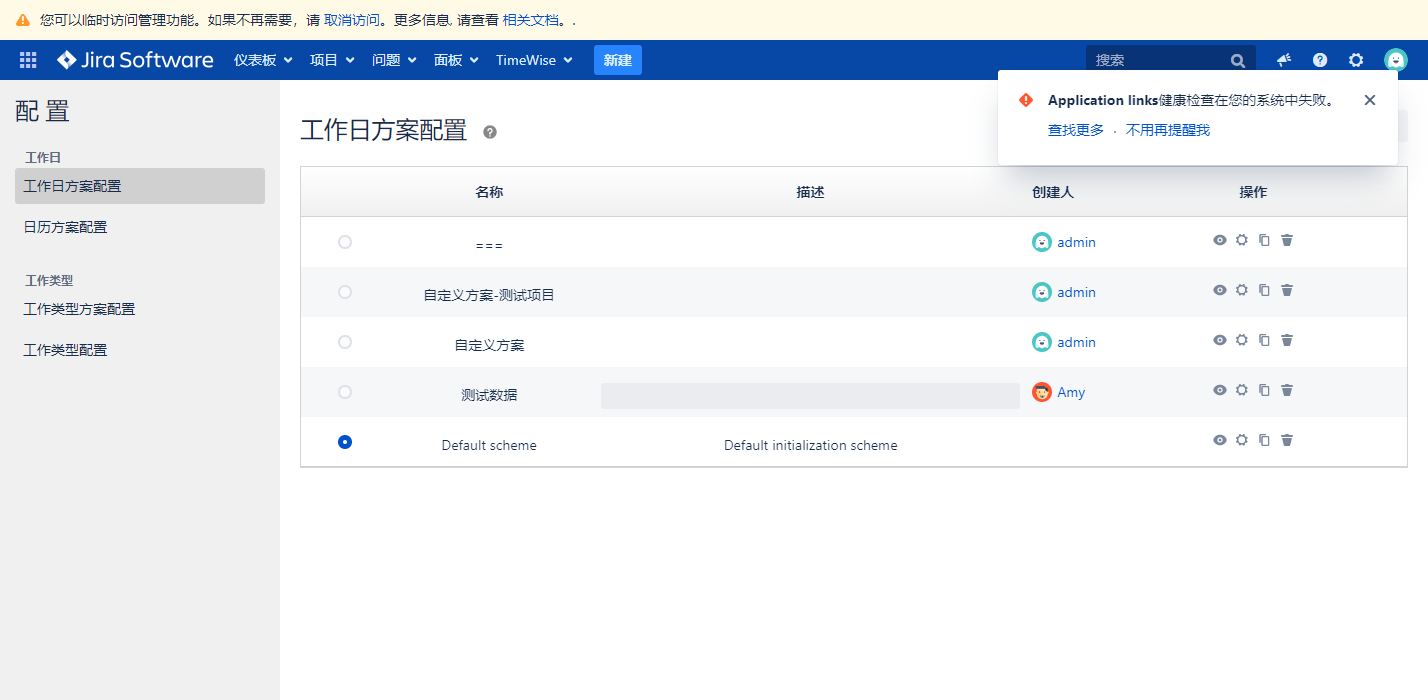 您可以临时访问管理功能。如果不再需要，请 取消访问。更多信息, 请查看 相关文档。.
Jira Software 仪表板 项目 问题 面板 TimeWise 新建 搜索
Application links健康检查在您的系统中失败。
查找更多 · 不用再提醒我
配 置
工作日
工作日方案配置
日历方案配置
工作类型
工作类型方案配置
工作类型配置
工作日方案配置
名称 描述 创建人 操作
=== admin
自定义方案-测试项目 admin
自定义方案 admin
测试数据 Amy
Default scheme Default initialization scheme